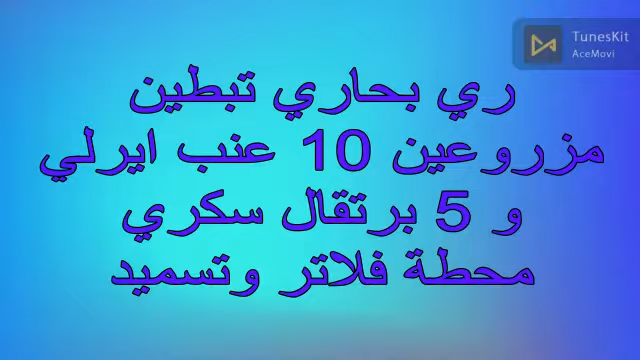 TunesKit
AceMovi
ري بحاري تبطين
مزروعين 10 عنب ايرلي
و 5 برتقال سكري
محطة فلاتر وتسميد